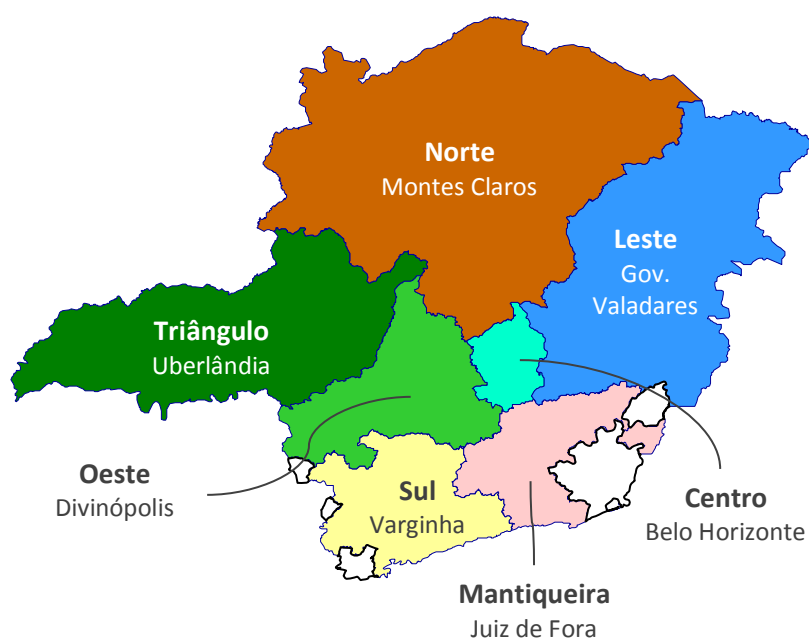 Norte
Montes Claros
Leste
Gov.
Valadares
Triângulo
Uberlândia
Oeste
Divinópolis
Sul
Varginha
Centro
Belo Horizonte
Mantiqueira
Juiz de Fora